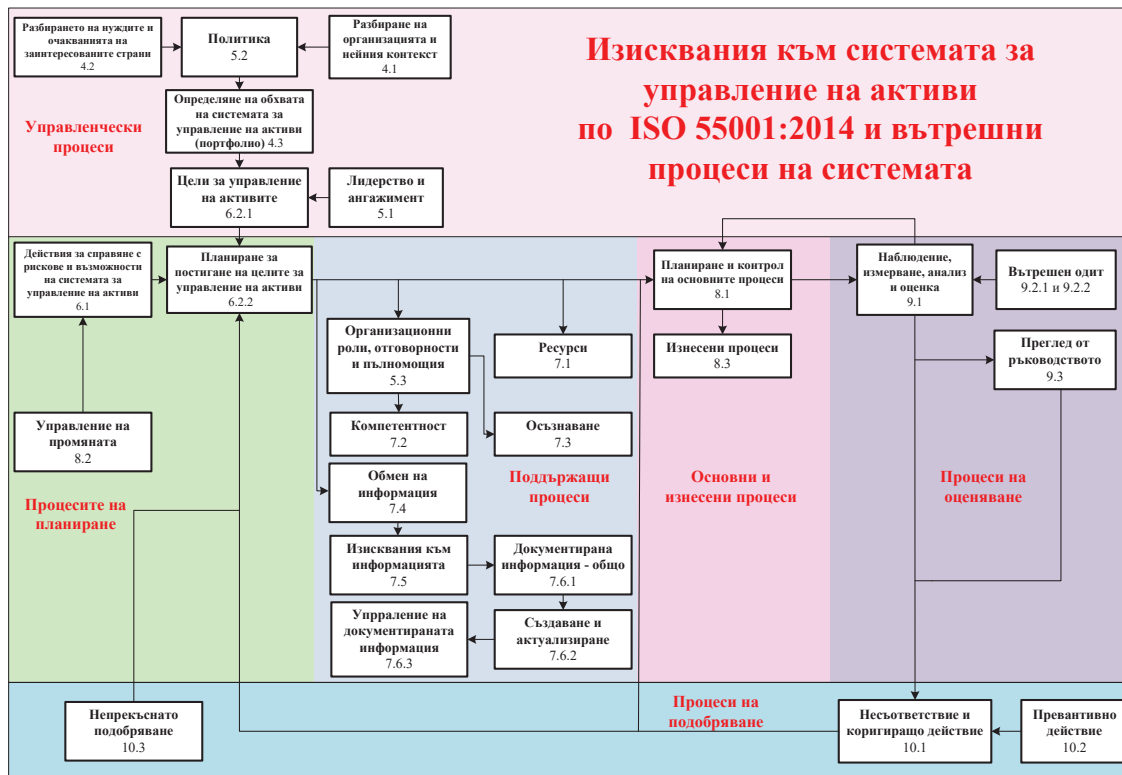 Разбирането на нуждите и
очакванията на
заинтересованите страни
4.2
Политика
5.2
Разбиране на
организацията и
нейния контекст
4.1
Изисквания към системата за
управление на активи
по ISO 55001:2014 и вътрешни
процеси на системата
Управленчески
процеси
Определяне на обхвата
на системата за
управление на активи
(портфолио) 4.3
Цели за управление
на активите
6.2.1
Лидерство и
ангажимент
5.1
Действия за справяне с
рискове и възможности
на системата за
управление на активи
6.1
Планиране за
постигане на целите за
управление на активи
6.2.2
Планиране и контрол
на основните процеси
8.1
Наблюдение,
измерване, анализ
и оценка
9.1
Вътрешен одит
9.2.1 и 9.2.2
Организационни
роли, отговорности
и пълномощия
5.3
Ресурси
7.1
Изнесени процеси
8.3
Преглед от
ръководството
9.3
Управление на
промяната
8.2
Компетентност
7.2
Осъзнаване
7.3
Процесите на
планиране
Обмен на
информация
7.4
Поддържащи
процеси
Основни и
изнесени процеси
Процеси на
оценяване
Изисквания към
информацията
7.5
Документирана
информация - общо
7.6.1
Упрраление на
документираната
информация
7.6.3
Създаване и
актуализиране
7.6.2
Непрекъснато
подобряване
10.3
Процеси на
подобряване
Несъответствие и
коригиращо действие
10.1
Превантивно
действие
10.2